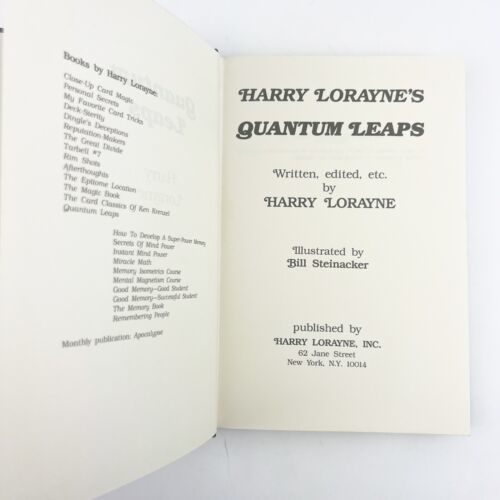 Books by Harry Lorayne:
Close-Up Card Magic
Personal Secrets
My Favorite Card Tricks
Deck-Sterity
Dingle's Deceptions
Reputation-Makers
The Great Divide
Tarbell #7
Rim Shots
Afterthoughts
The Epitome Location
The Magic Book
The Card Classics Of Ken Krenzel
Quantum Leaps
How To Develop A Super-Power Memory
Secrets Of Mind Power
Instant Mind Power
Miracle Math
Memory Isometrics Course
Mental Magnetism Course
Good Memory—Good Student
Good Memory—Successful Student
The Memory Book
Remembering People
Monthly publication: Apocalypse
HARRY LORAYNE'S
QUANTUM LEAPS
Written, edited, etc.
by
HARRY LORAYNE
Illustrated by
Bill Steinacker
published by
HARRY LORAYNE, INC.
62 Jane Street
New York, N.Y. 10014